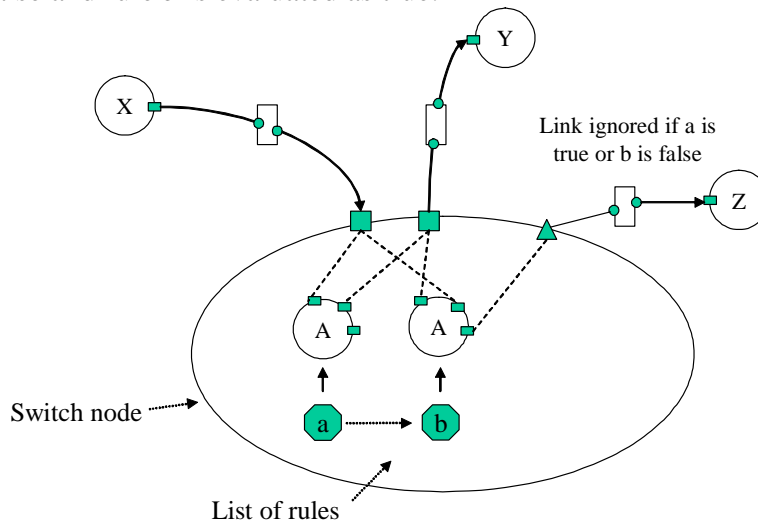 Y
X
Link ignored if a is
true or b is false
Z
A
A
Switch node
a
b
List of rules